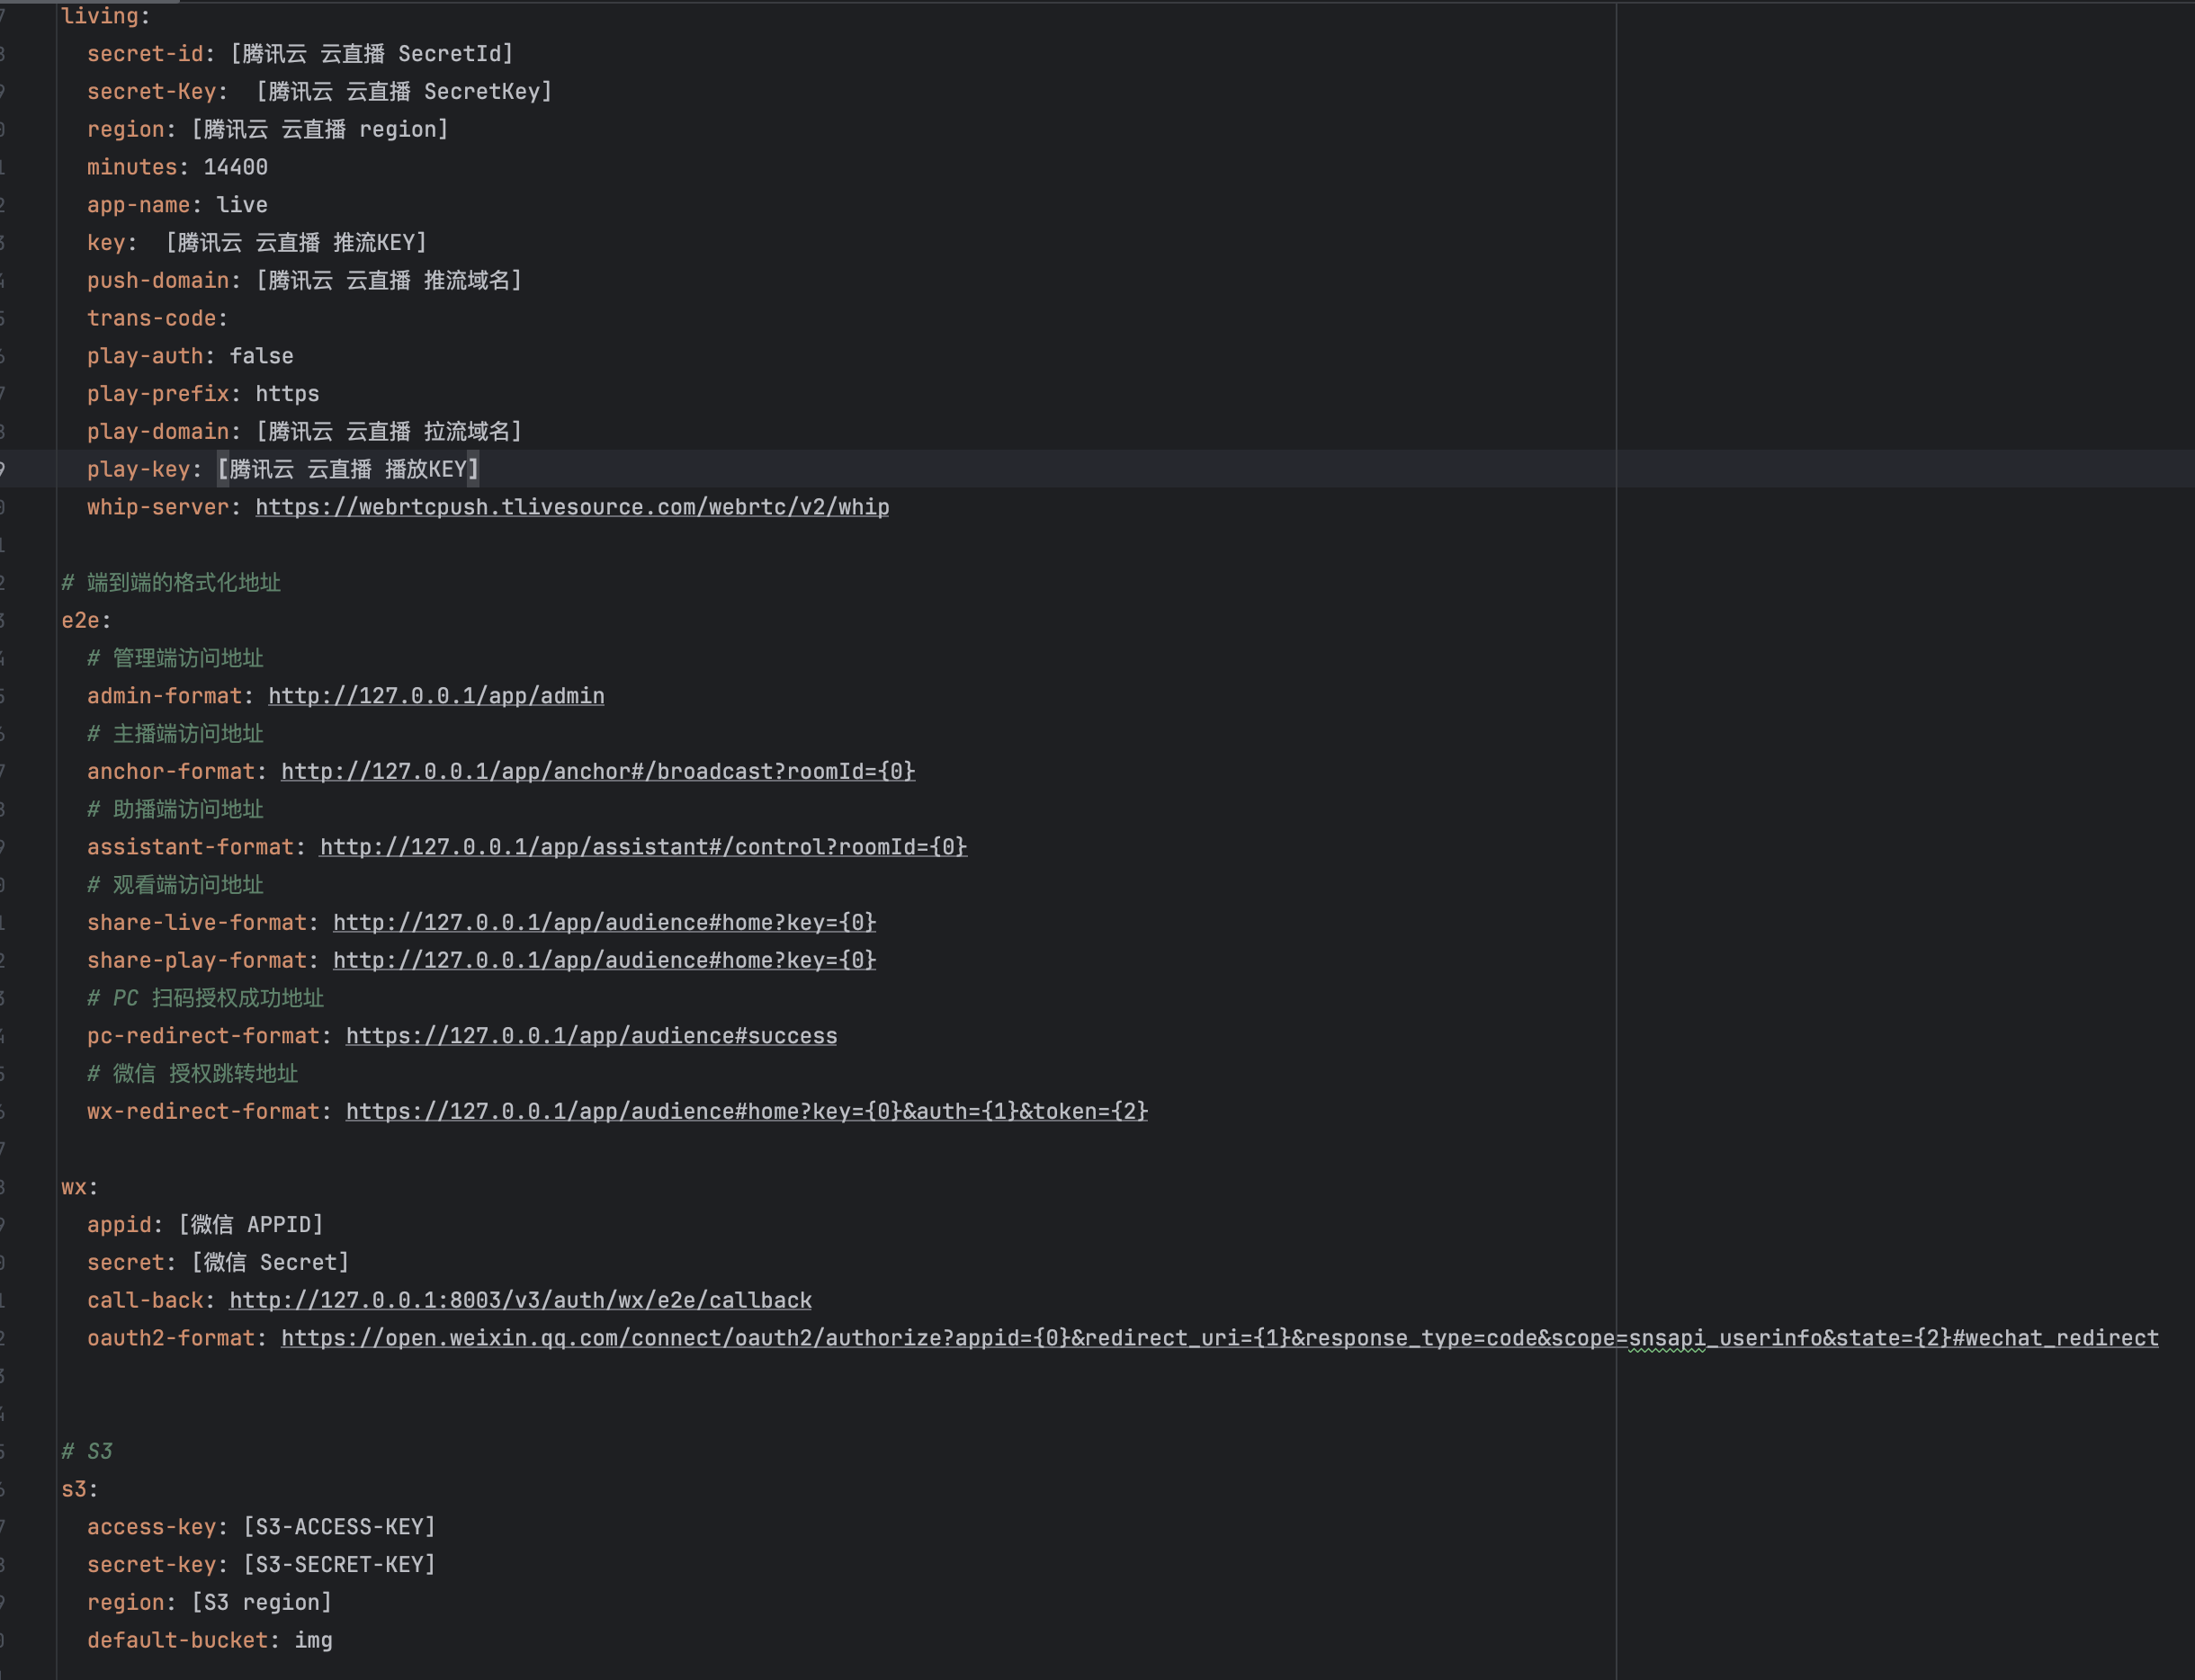 living:
secret-id: [腾讯云 云直播 SecretId]
secret-Key:  [腾讯云 云直播 SecretKey]
region: [腾讯云 云直播 region]
minutes: 14400
app-name: live
key:  [腾讯云 云直播 推流KEY]
push-domain: [腾讯云 云直播 推流域名]
trans-code:
play-auth: false
play-prefix: https
play-domain: [腾讯云 云直播 拉流域名]
play-key: [腾讯云 云直播 播放KEY]
whip-server: https://webrtcpush.tlivesource.com/webrtc/v2/whip
# 端到端的格式化地址
e2e:
# 管理端访问地址
admin-format: http://127.0.0.1/app/admin
# 主播端访问地址
anchor-format: http://127.0.0.1/app/anchor#/broadcast?roomId={0}
# 助播端访问地址
assistant-format: http://127.0.0.1/app/assistant#/control?roomId={0}
# 观看端访问地址
share-live-format: http://127.0.0.1/app/audience#home?key={0}
share-play-format: http://127.0.0.1/app/audience#home?key={0}
# PC 扫码授权成功地址
pc-redirect-format: https://127.0.0.1/app/audience#success
# 微信 授权跳转地址
wx-redirect-format: https://127.0.0.1/app/audience#home?key={0}&auth={1}&token={2}
wx:
appid: [微信 APPID]
secret: [微信 Secret]
call-back: http://127.0.0.1:8003/v3/auth/wx/e2e/callback
oauth2-format: https://open.weixin.qq.com/connect/oauth2/authorize?appid={0}&redirect_uri={1}&response_type=code&scope=snsapi_userinfo&state={2}#wechat_redirect
# S3
s3:
access-key: [S3-ACCESS-KEY]
secret-key: [S3-SECRET-KEY]
region: [S3 region]
default-bucket: img